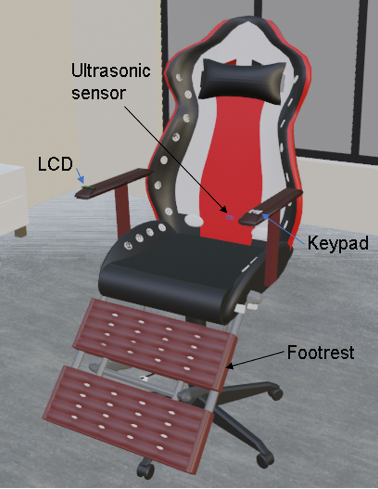 Ultrasonic
sensor
LCD
Keypad
Footrest